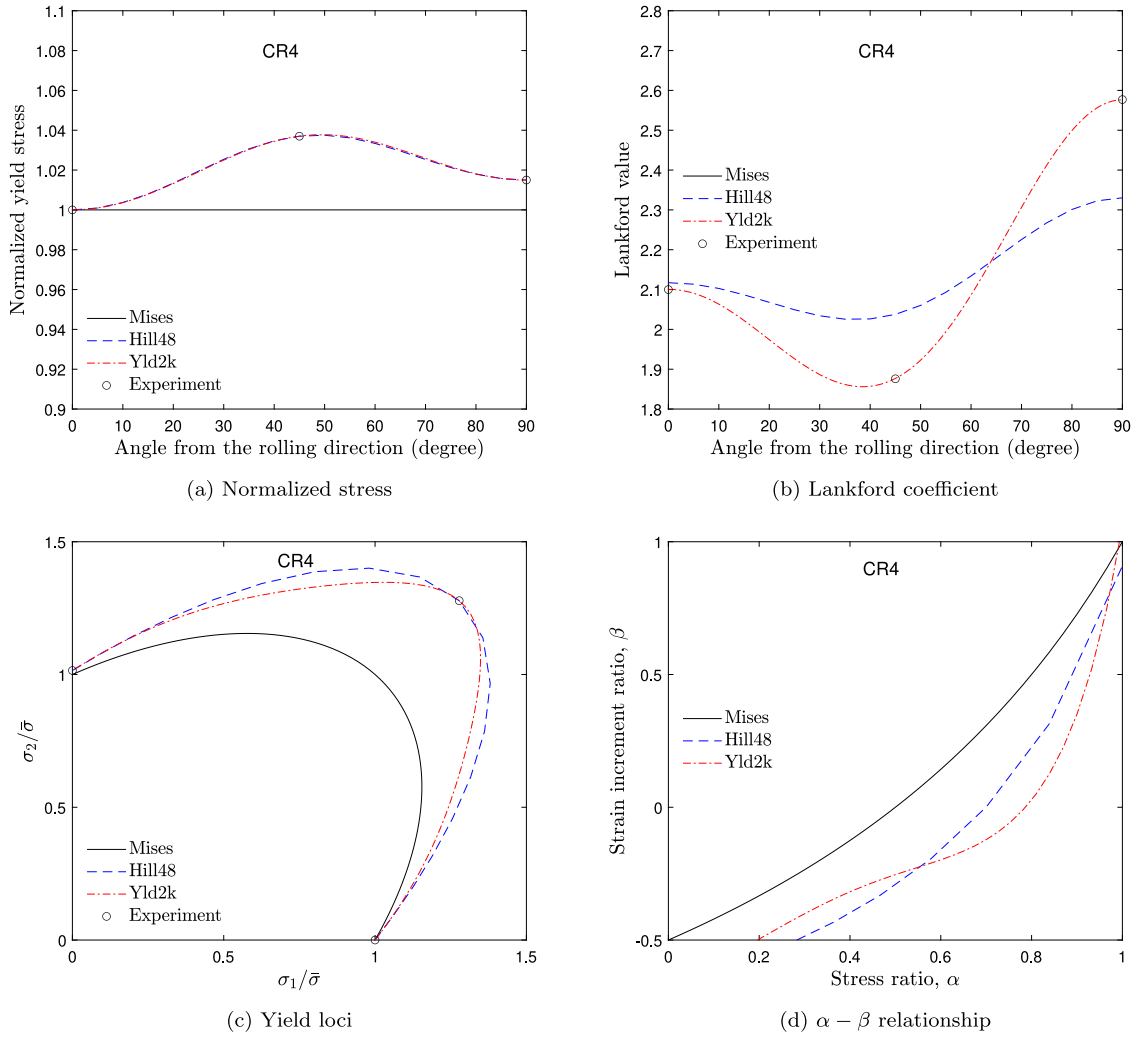 1.1
1.08
1.06
1.04
1.02
1
0.98
0.96
0.94
0.92
0.9
Normalized yield stress
CR4
Mises
Hill48
Yld2k
Experiment
0 10 20 30 40 50 60 70 80 90
Angle from the rolling direction (degree)
(a) Normalized stress
2.8
2.7
2.6
2.5
2.4
2.3
2.2
2.1
2
1.9
1.8
Lankford value
CR4
Mises
Hill48
Yld2k
Experiment
0 10 20 30 40 50 60 70 80 90
Angle from the rolling direction (degree)
(b) Lankford coefficient
1.5
1
0.5
0
σ₂/σ̄
CR4
Mises
Hill48
Yld2k
Experiment
0 0.5 1 1.5
σ₁/σ̄
(c) Yield loci
1
0.5
0
-0.5
Strain increment ratio, β
CR4
Mises
Hill48
Yld2k
0 0.2 0.4 0.6 0.8 1
Stress ratio, α
(d) α − β relationship